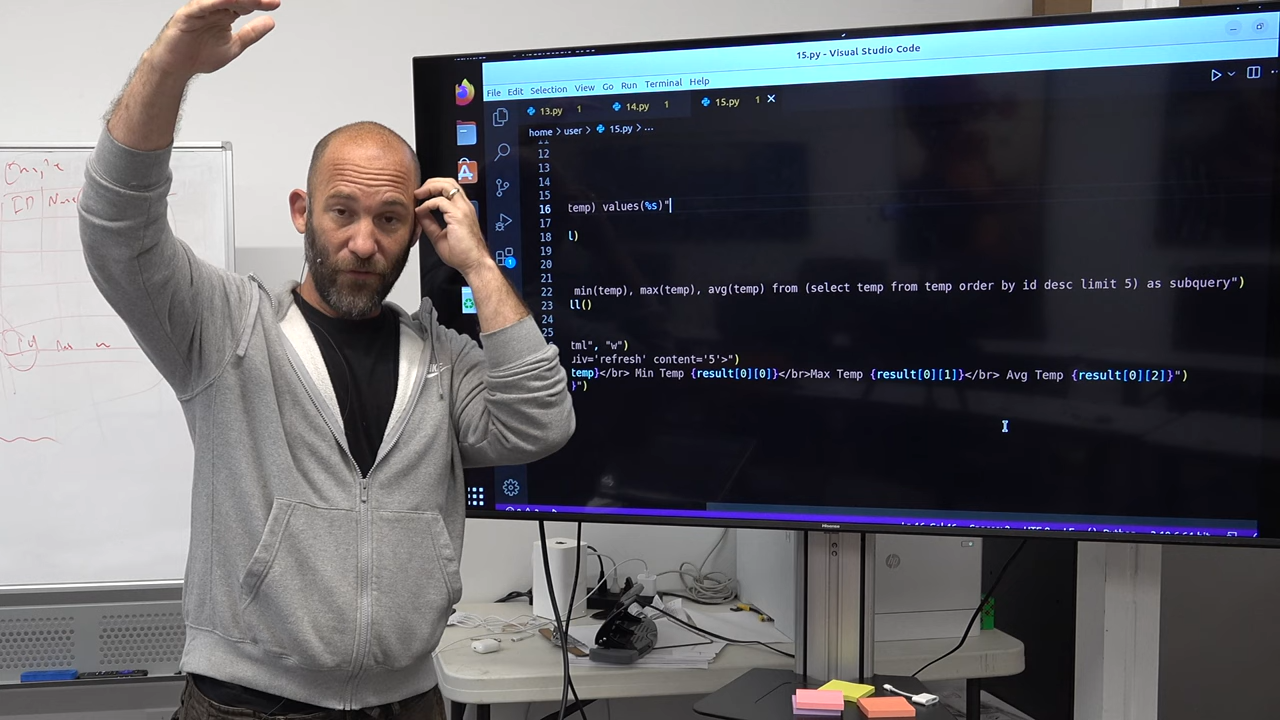 15.py - Visual Studio Code
File Edit Selection View Go Run Terminal Help
13.py 1 14.py 1 15.py 1
home > user > 15.py > ...
11
12
13
14
15
16 temp) values(%s)"
17
18 l)
19
20
21
22 min(temp), max(temp), avg(temp) from (select temp from temp order by id desc limit 5) as subquery")
23 ll()
24
25
tml", "w")
uiv='refresh' content='5'>")
temp}</br> Min Temp {result[0][0]}</br>Max Temp {result[0][1]}</br> Avg Temp {result[0][2]}")
}")
ID
Hisense